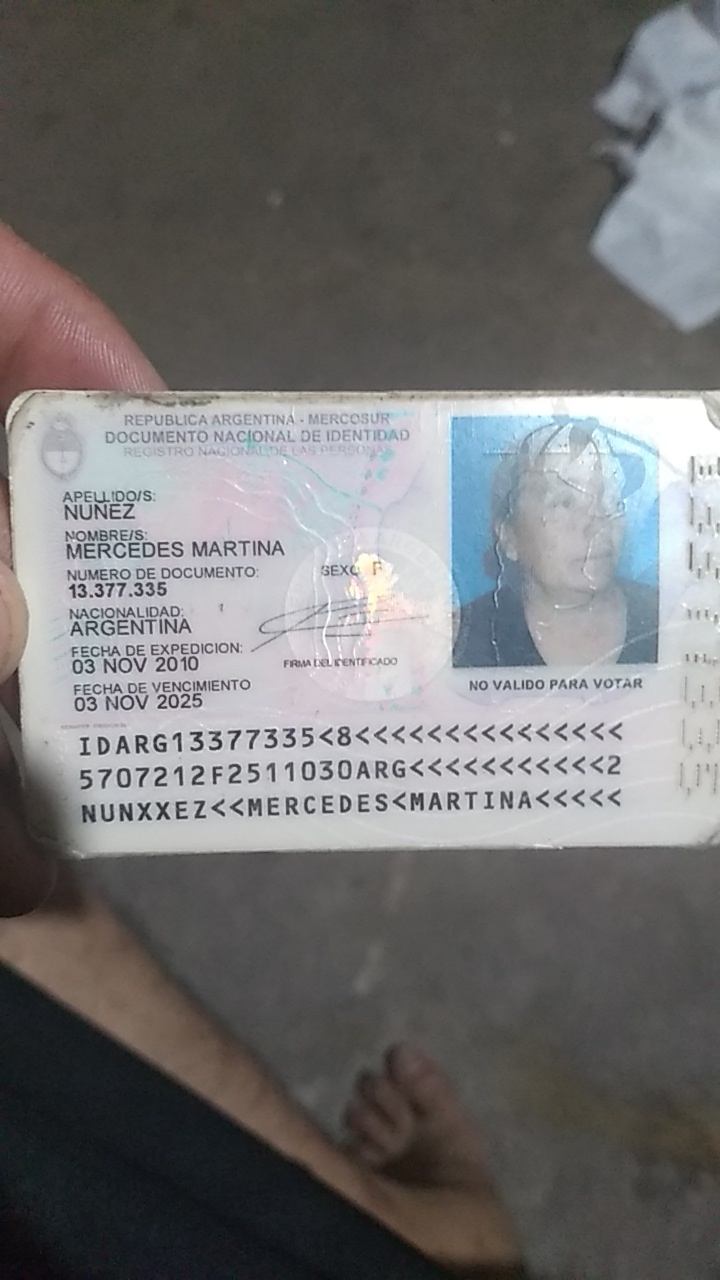 REPUBLICA ARGENTINA - MERCOSUR
DOCUMENTO NACIONAL DE IDENTIDAD
REGISTRO NACIONAL DE LAS PERSONAS
APELLIDO/S:
NUÑEZ
NOMBRE/S:
MERCEDES MARTINA
NUMERO DE DOCUMENTO:
13.377.335
SEXO F
NACIONALIDAD:
ARGENTINA
FECHA DE EXPEDICION:
03 NOV 2010
FIRMA DEL IDENTIFICADO
FECHA DE VENCIMIENTO
03 NOV 2025
NO VALIDO PARA VOTAR
IDARG13377335<8<<<<<<<<<<<<<<<
5707212F2511030ARG<<<<<<<<<<<2
NUNXXEZ<<MERCEDES<MARTINA<<<<<